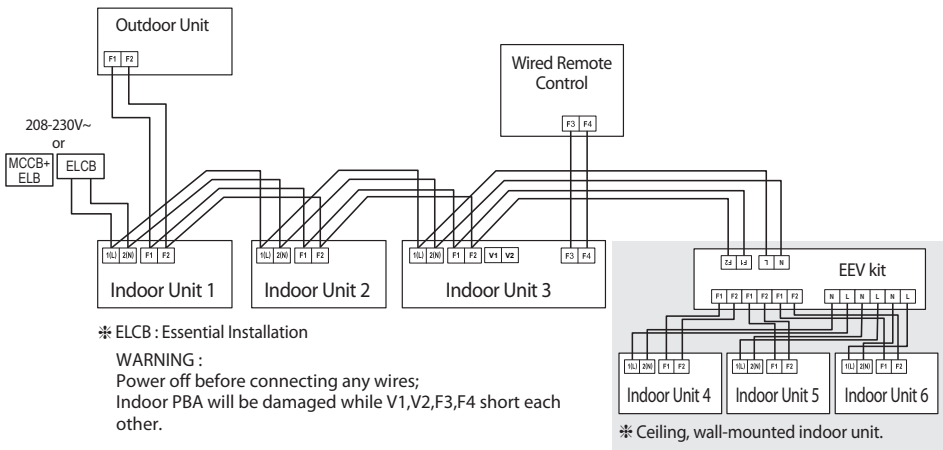 Outdoor Unit
F1 F2
Wired Remote
Control
F3 F4
208-230V~
or
MCCB+
ELB
ELCB
1(L) 2(N) F1 F2
Indoor Unit 1
1(L) 2(N) F1 F2
Indoor Unit 2
1(L) 2(N) F1 F2 V1 V2 F3 F4
Indoor Unit 3
F2 F1 L N
EEV kit
F1 F2 F1 F2 F1 F2 N L N L N L
1(L) 2(N) F1 F2
Indoor Unit 4
1(L) 2(N) F1 F2
Indoor Unit 5
1(L) 2(N) F1 F2
Indoor Unit 6
❈ Ceiling, wall-mounted indoor unit.
❈ ELCB : Essential Installation
WARNING :
Power off before connecting any wires;
Indoor PBA will be damaged while V1,V2,F3,F4 short each
other.